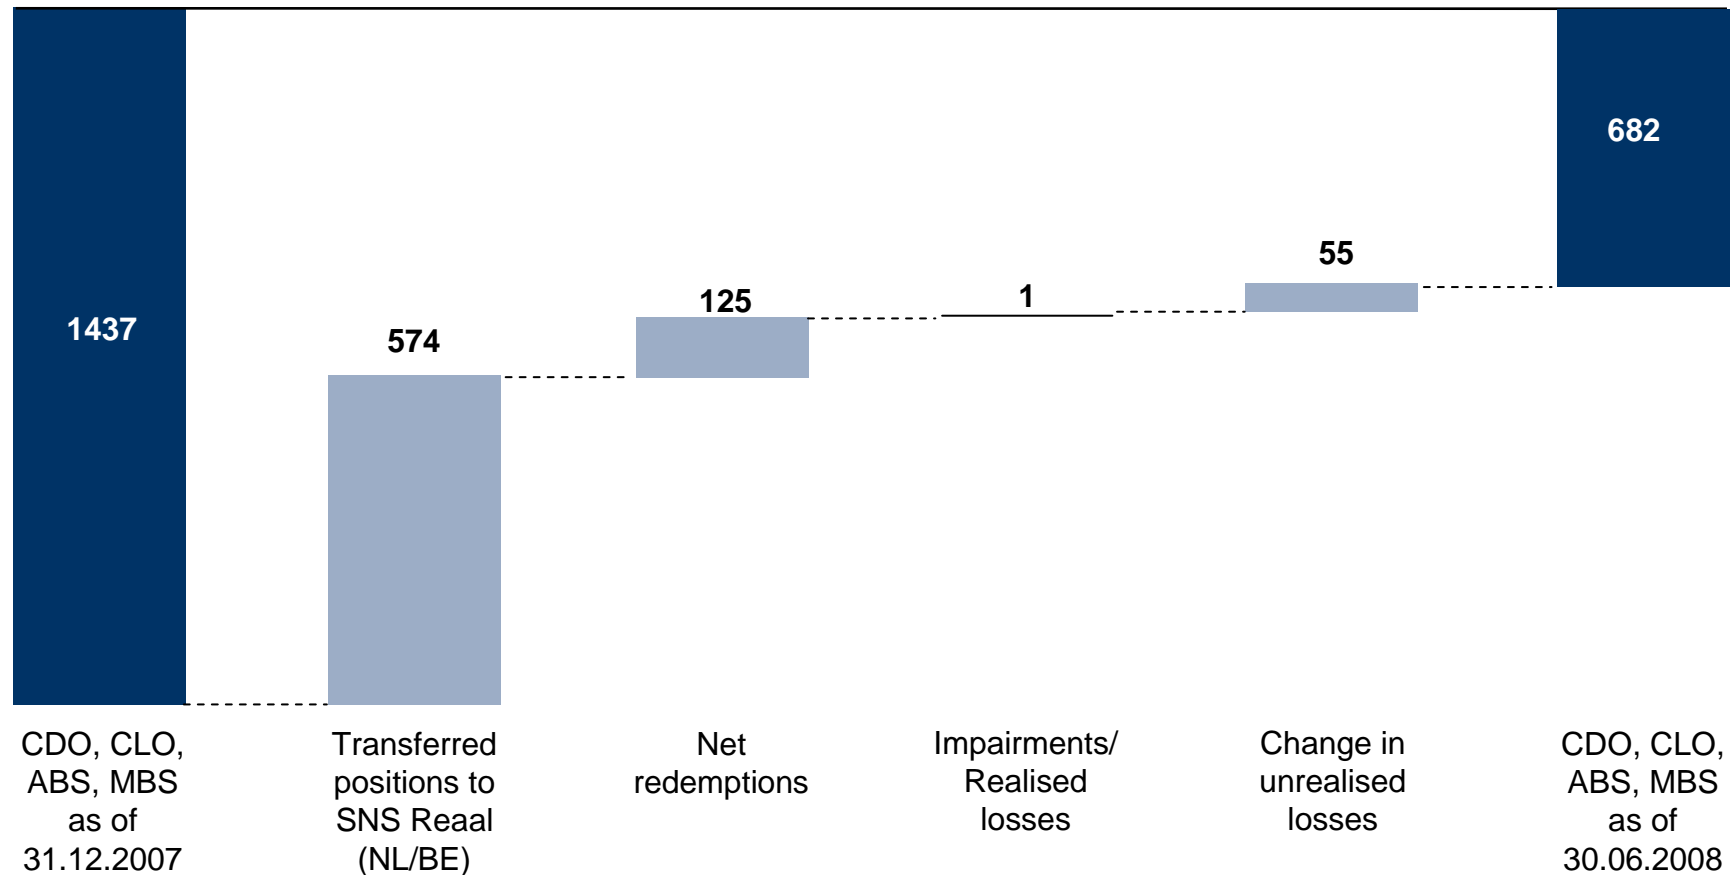 1437
574
125
1
55
682
CDO, CLO,
ABS, MBS
as of
31.12.2007
Transferred
positions to
SNS Reaal
(NL/BE)
Net
redemptions
Impairments/
Realised
losses
Change in
unrealised
losses
CDO, CLO,
ABS, MBS
as of
30.06.2008